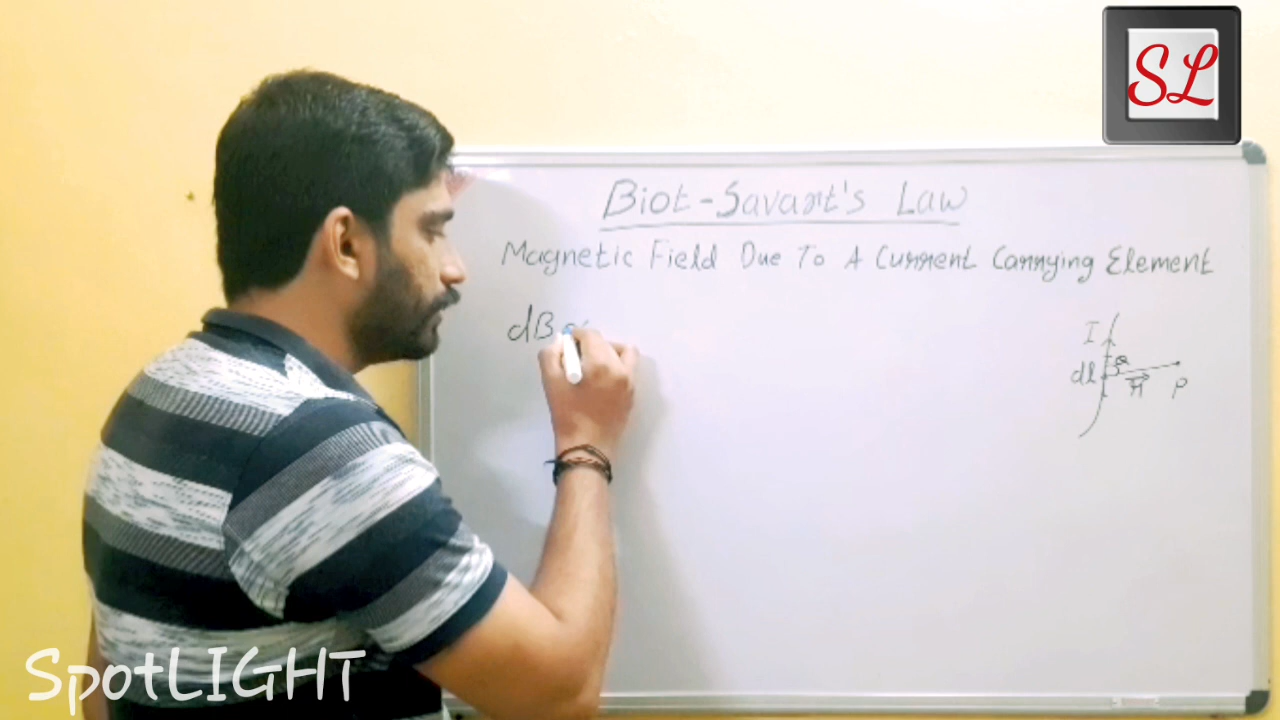 SL
Biot-Savart's Law
Magnetic Field Due To A Current Carrying Element
dB ∝
I
dl θ
r P
SpotLIGHT